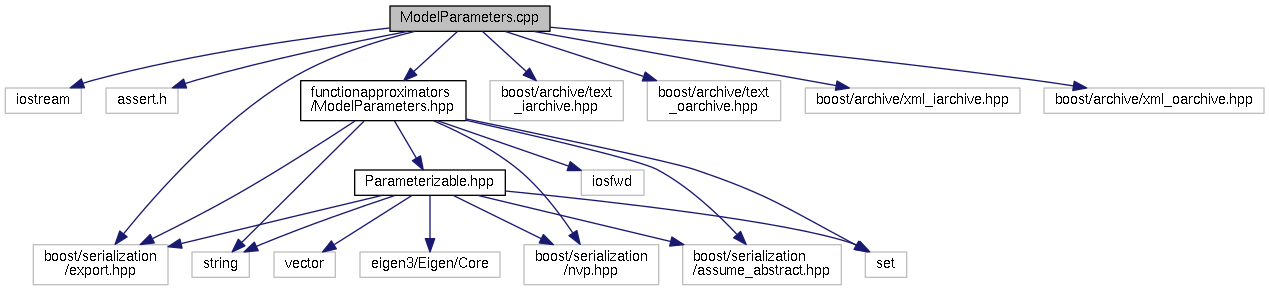 ModelParameters.cpp
iostream
assert.h
functionapproximators
/ModelParameters.hpp
boost/archive/text
_iarchive.hpp
boost/archive/text
_oarchive.hpp
boost/archive/xml_iarchive.hpp
boost/archive/xml_oarchive.hpp
Parameterizable.hpp
iosfwd
boost/serialization
/export.hpp
string
vector
eigen3/Eigen/Core
boost/serialization
/nvp.hpp
boost/serialization
/assume_abstract.hpp
set